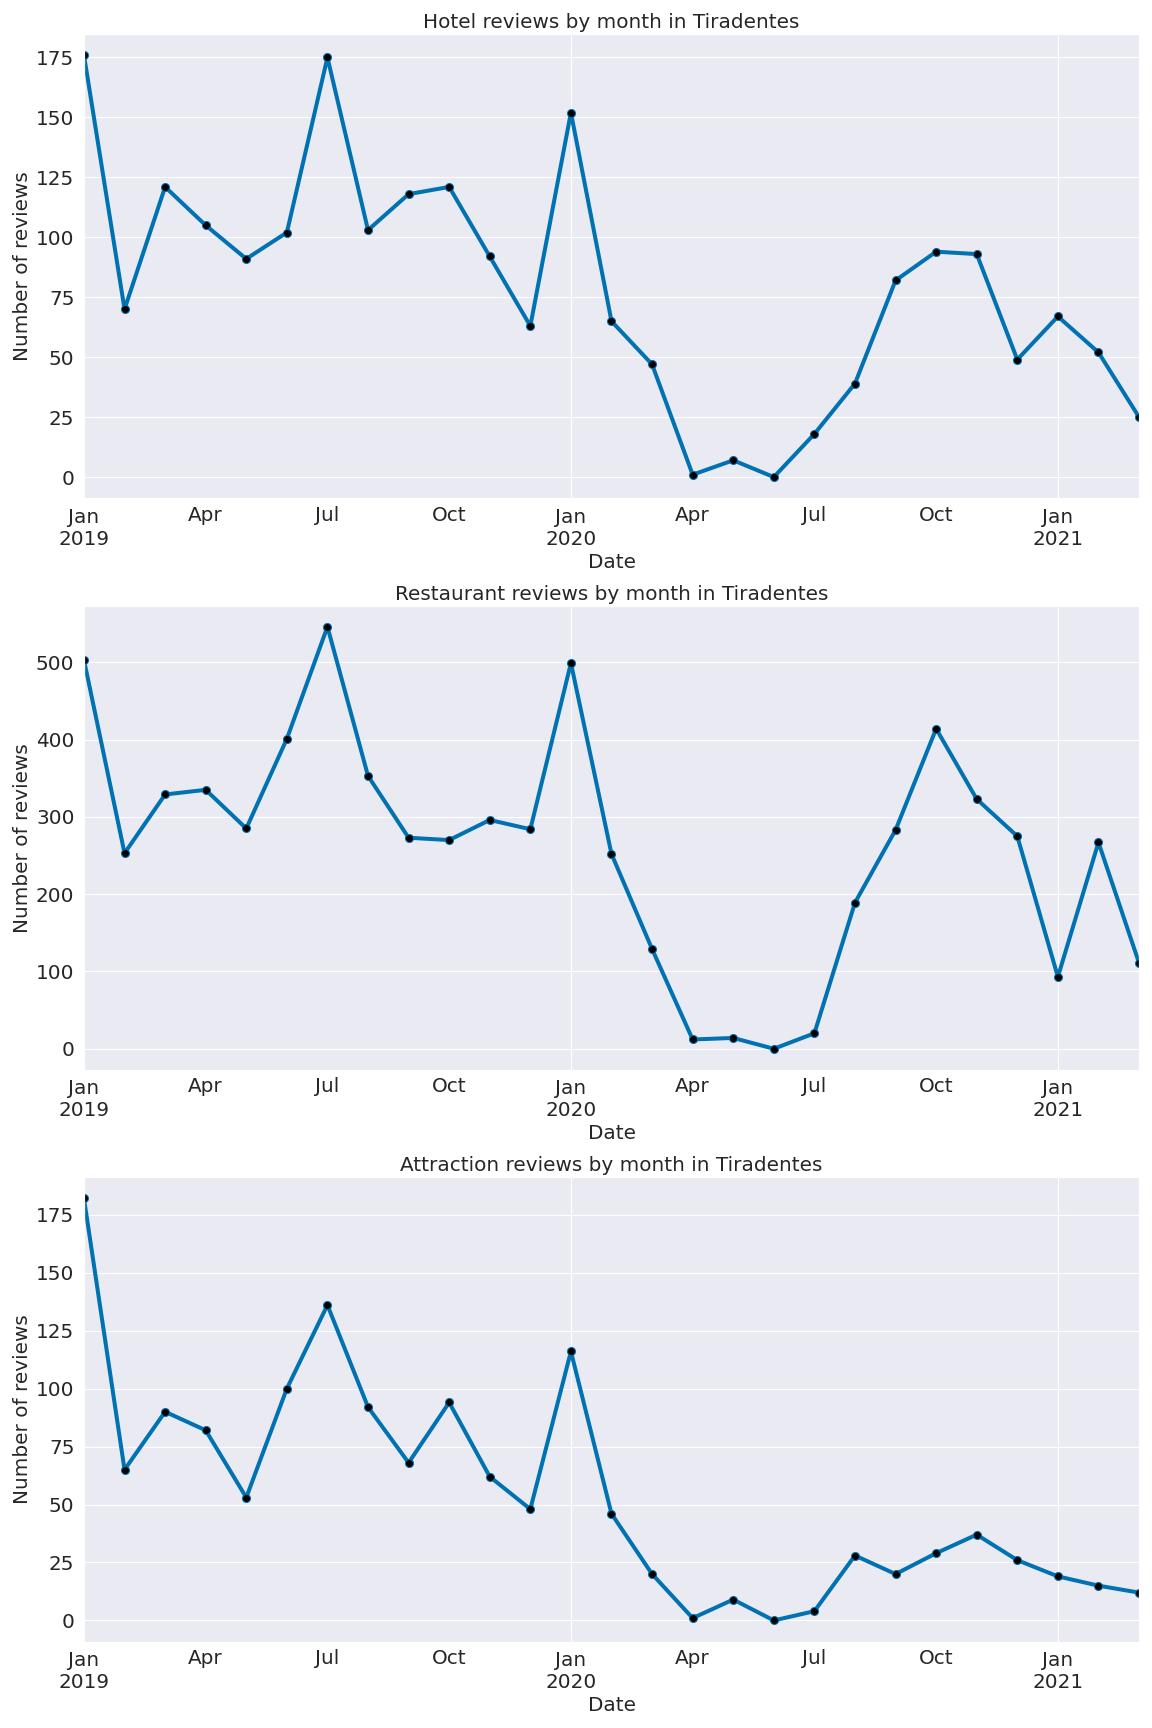 Hotel reviews by month in Tiradentes
175
150
125
100
75
50
25
0
Number of reviews
Jan Apr Jul Oct Jan Apr Jul Oct Jan
2019 2020 2021
Date
Restaurant reviews by month in Tiradentes
500
400
300
200
100
0
Number of reviews
Jan Apr Jul Oct Jan Apr Jul Oct Jan
2019 2020 2021
Date
Attraction reviews by month in Tiradentes
175
150
125
100
75
50
25
0
Number of reviews
Jan Apr Jul Oct Jan Apr Jul Oct Jan
2019 2020 2021
Date